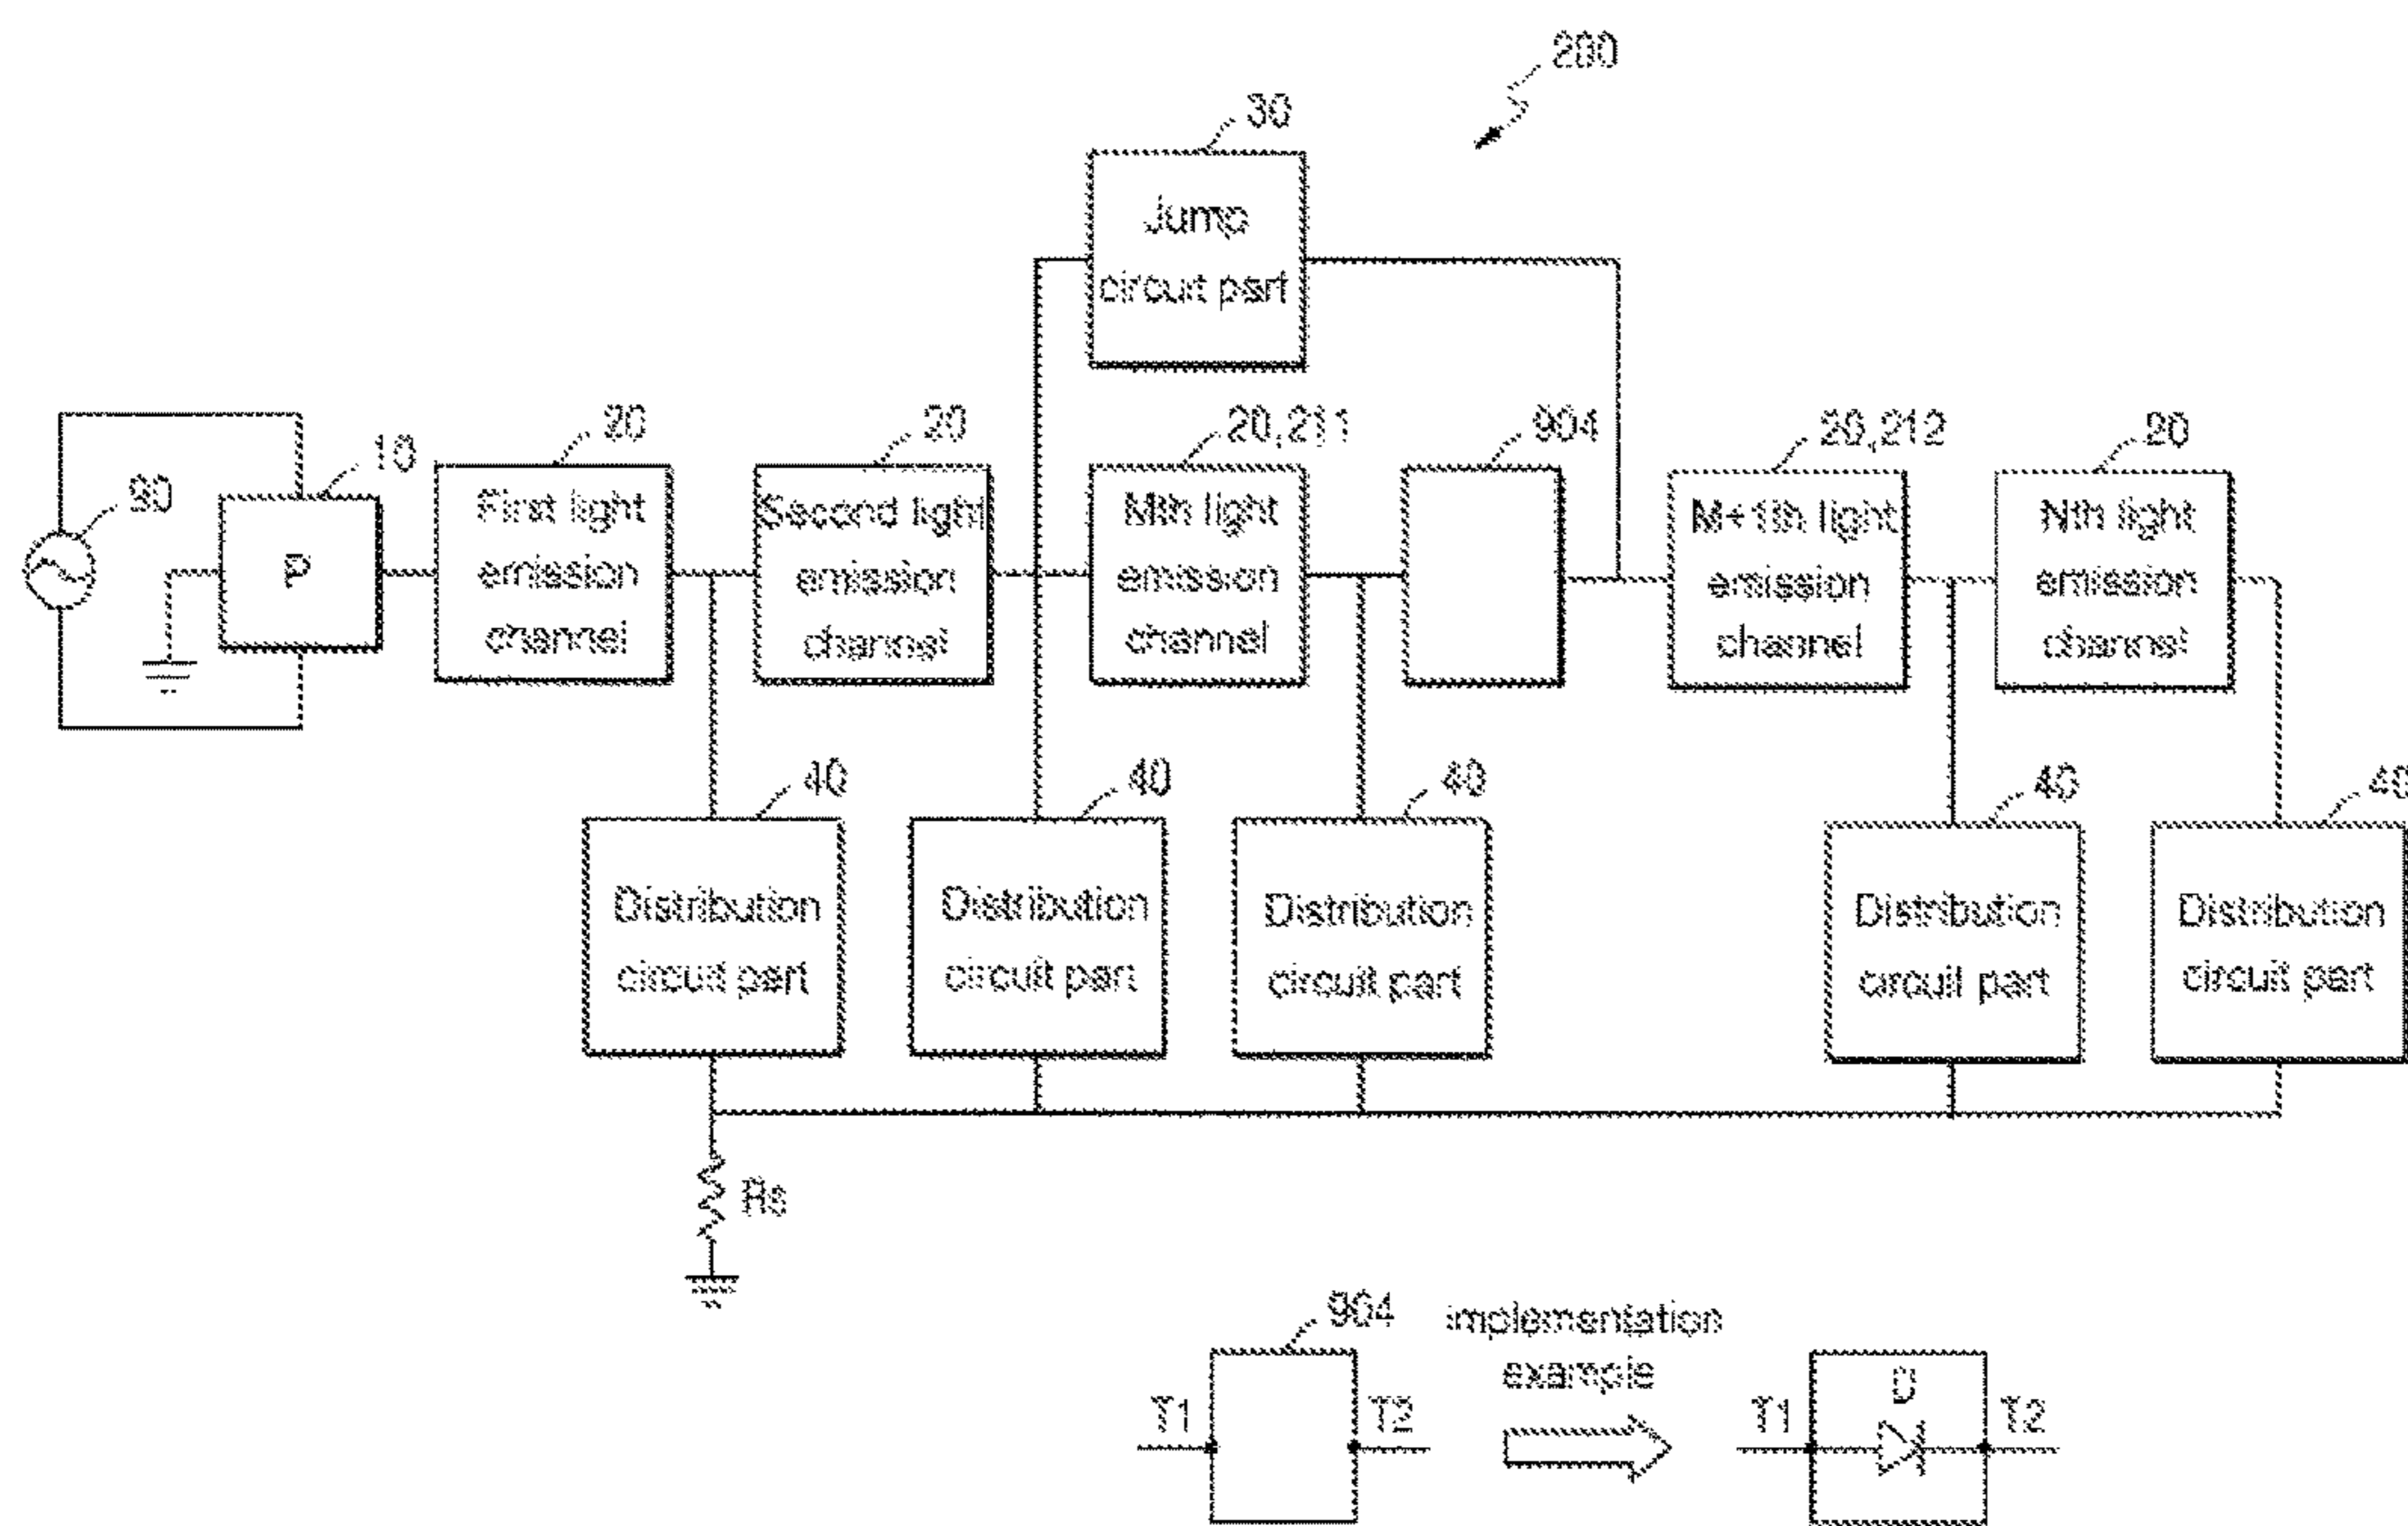 200
30
Jump
circuit part
20
20
20,211
904
20,212
20
10
90
P
First light
emission
channel
Second light
emission
channel
Mth light
emission
channel
M+1th light
emission
channel
Nth light
emission
channel
40
40
40
40
40
Distribution
circuit part
Distribution
circuit part
Distribution
circuit part
Distribution
circuit part
Distribution
circuit part
Rs
904
implementation
example
T1
T2
T1
D
T2